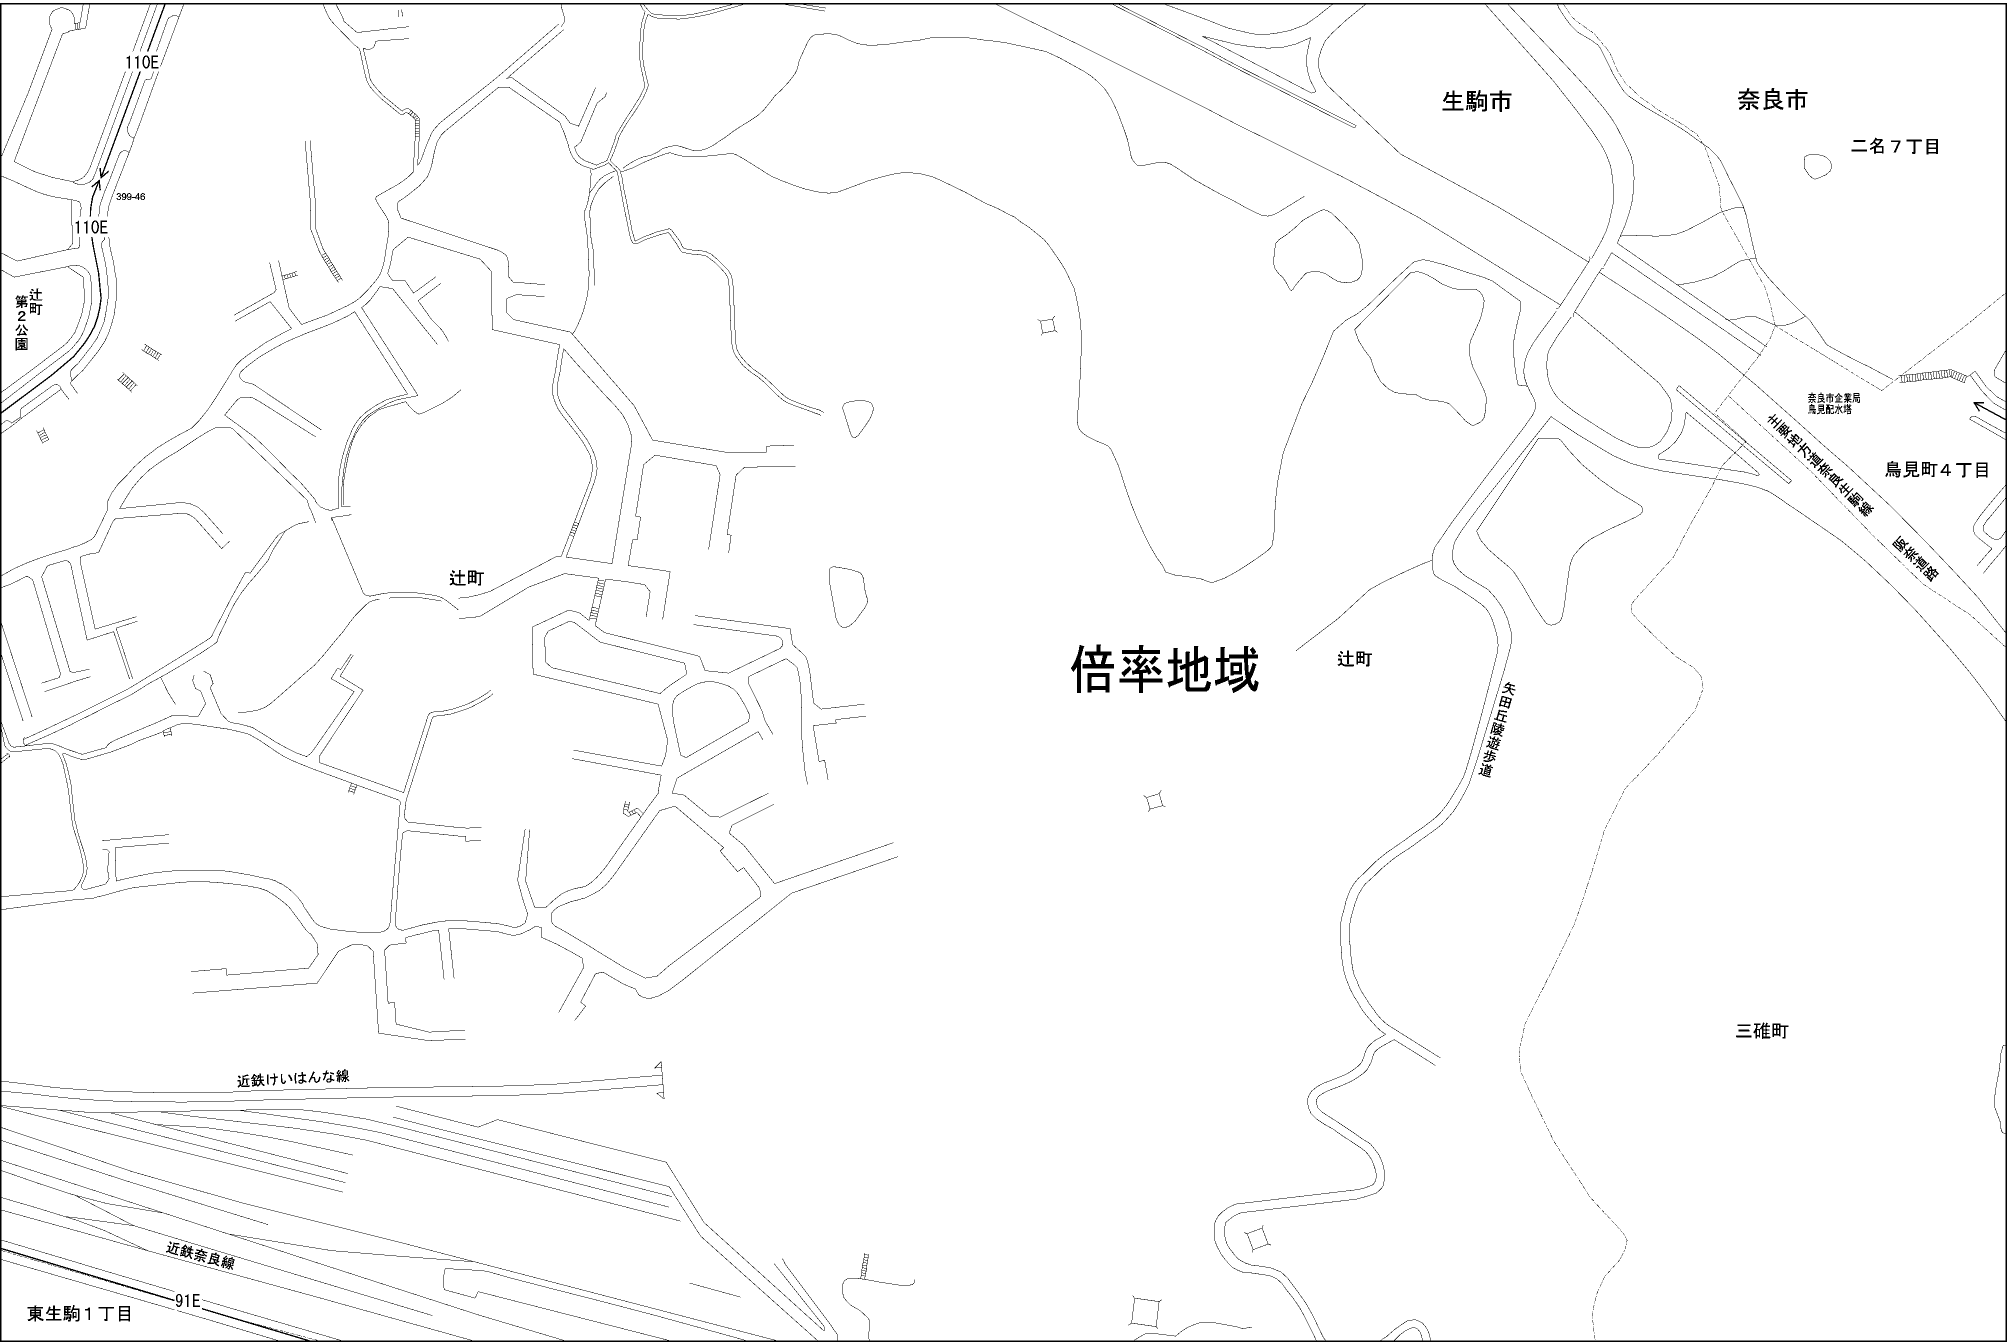 110E
生駒市
奈良市
二名７丁目
399-46
110E
辻町
第２公園
奈良市企業局
鳥見配水塔
主要地方道奈良生駒線
阪奈道路
鳥見町４丁目
辻町
倍率地域
辻町
矢田丘陵遊歩道
三碓町
近鉄けいはんな線
近鉄奈良線
91E
東生駒１丁目